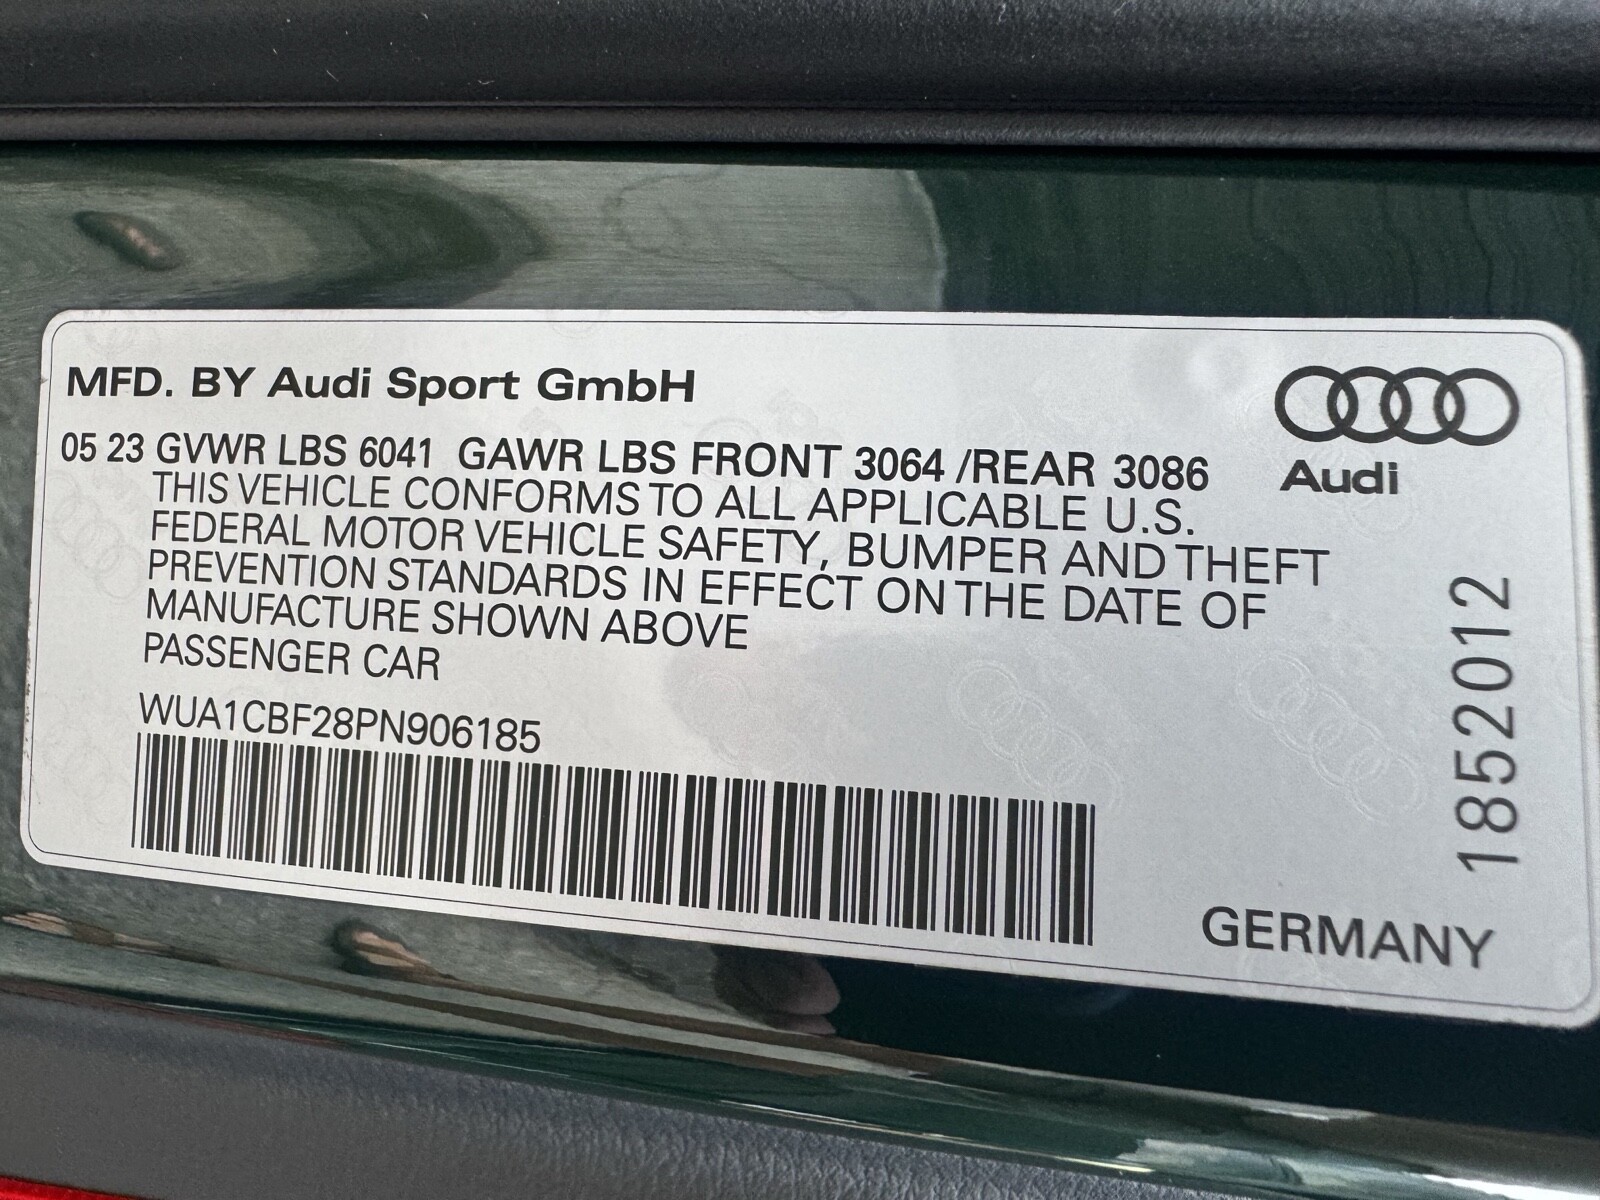 MFD. BY Audi Sport GmbH
05 23 GVWR LBS 6041 GAWR LBS FRONT 3064 /REAR 3086
THIS VEHICLE CONFORMS TO ALL APPLICABLE U.S.
FEDERAL MOTOR VEHICLE SAFETY, BUMPER AND THEFT
PREVENTION STANDARDS IN EFFECT ON THE DATE OF
MANUFACTURE SHOWN ABOVE
PASSENGER CAR
WUA1CBF28PN906185
Audi
1852012
GERMANY